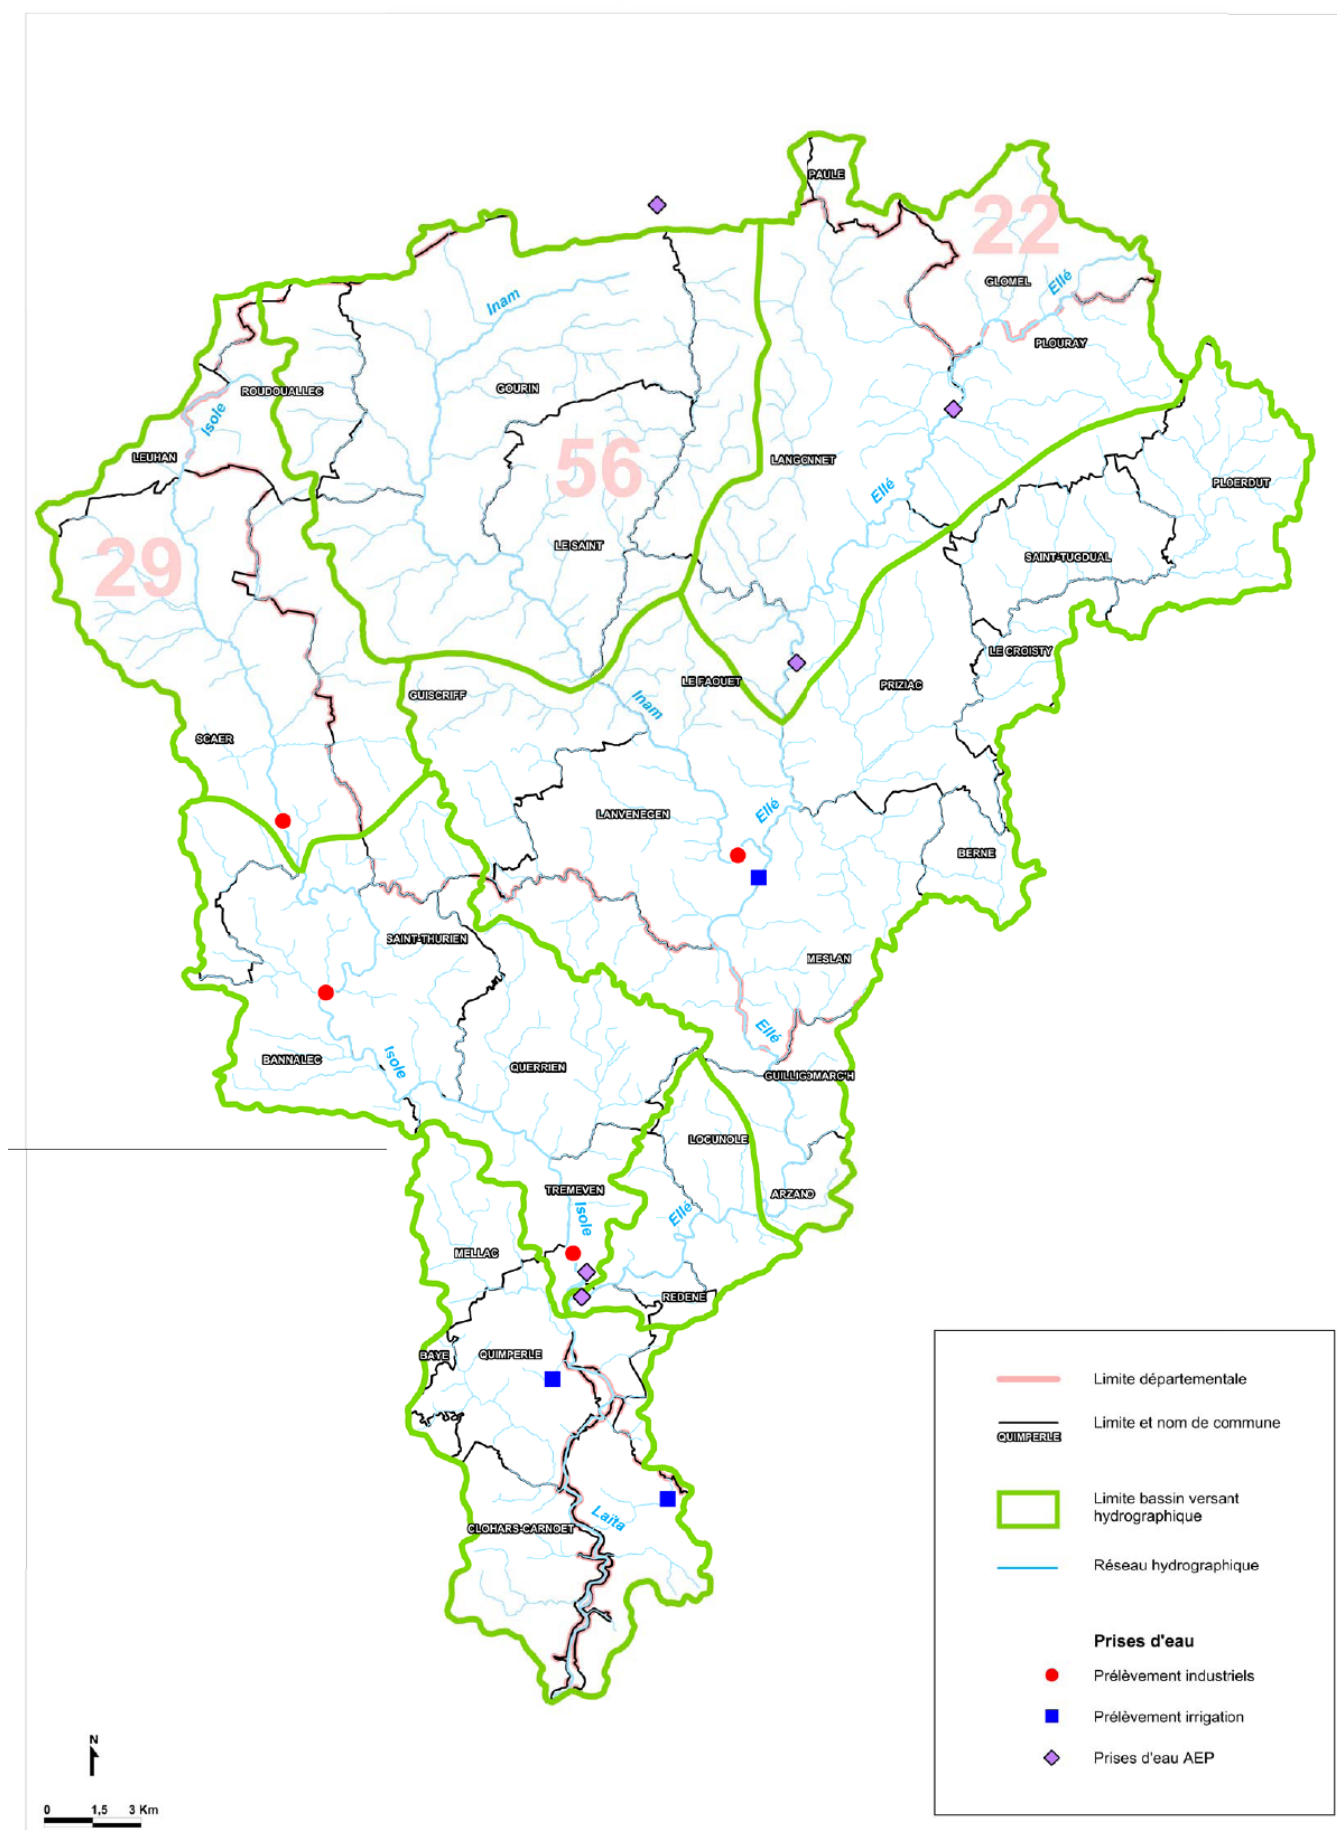 PAULE
22
GLOMEL
Ellé
Inam
PLOURAY
ROUDOUALLEC
GOURIN
Isole
LEUHAN
56
LANGONNET
PLOERDUT
Ellé
LE SAINT
SAINT-TUGDUAL
29
LE CROISTY
LE FAOUET
PRIZIAC
GUISCRIFF
Inam
SCAER
LANVENEGEN
Ellé
BERNE
SAINT-THURIEN
MESLAN
Ellé
BANNALEC
Isole
QUERRIEN
GUILLIGOMARC'H
LOCUNOLE
TREMEVEN
ARZANO
Isole
Ellé
MELLAC
REDENE
BAYE
QUIMPERLE
Laïta
CLOHARS-CARNOET
Limite départementale
Limite et nom de commune
QUIMPERLE
Limite bassin versant
hydrographique
Réseau hydrographique
Prises d'eau
Prélèvement industriels
Prélèvement irrigation
Prises d'eau AEP
N
0 1,5 3 Km